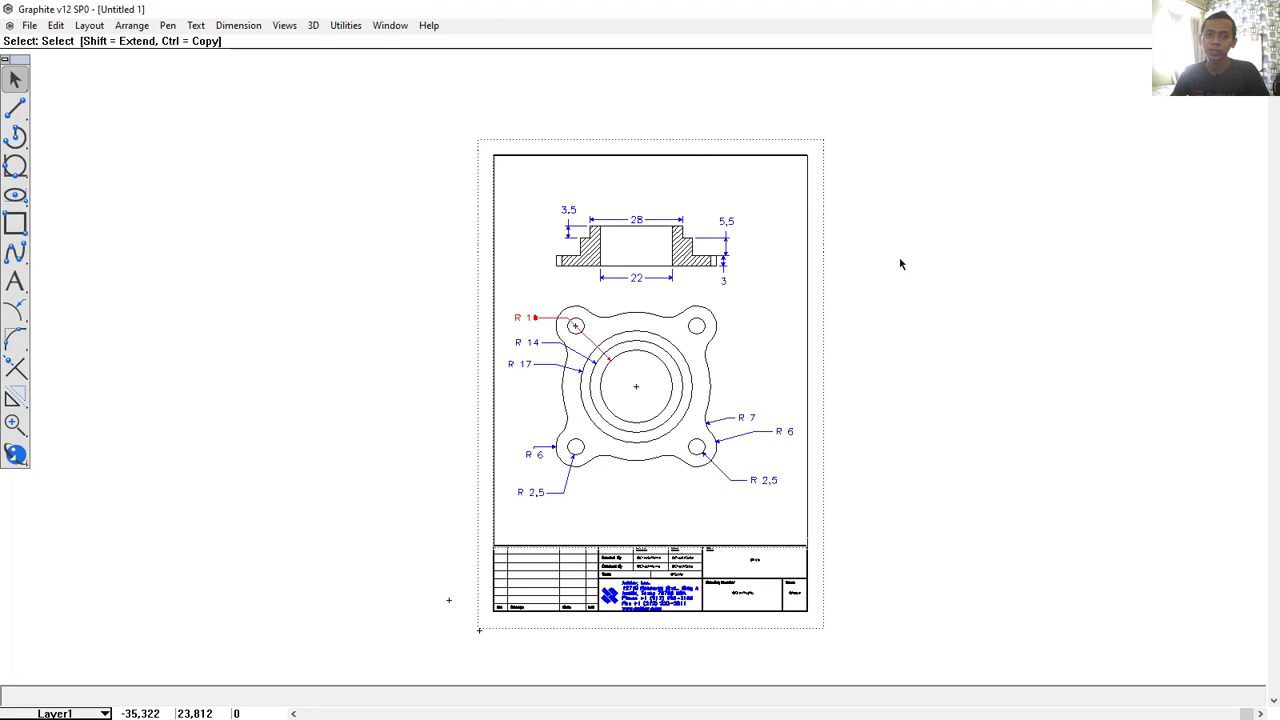 Graphite v12 SP0 - [Untitled 1]
File Edit Layout Arrange Pen Text Dimension Views 3D Utilities Window Help
Select: Select [Shift = Extend, Ctrl = Copy]
3.5
28
5,5
22
3
R 14
R 17
R 7
R 6
R 6
R 2,5
R 2,5
Layer1 -35,322 23,812 0